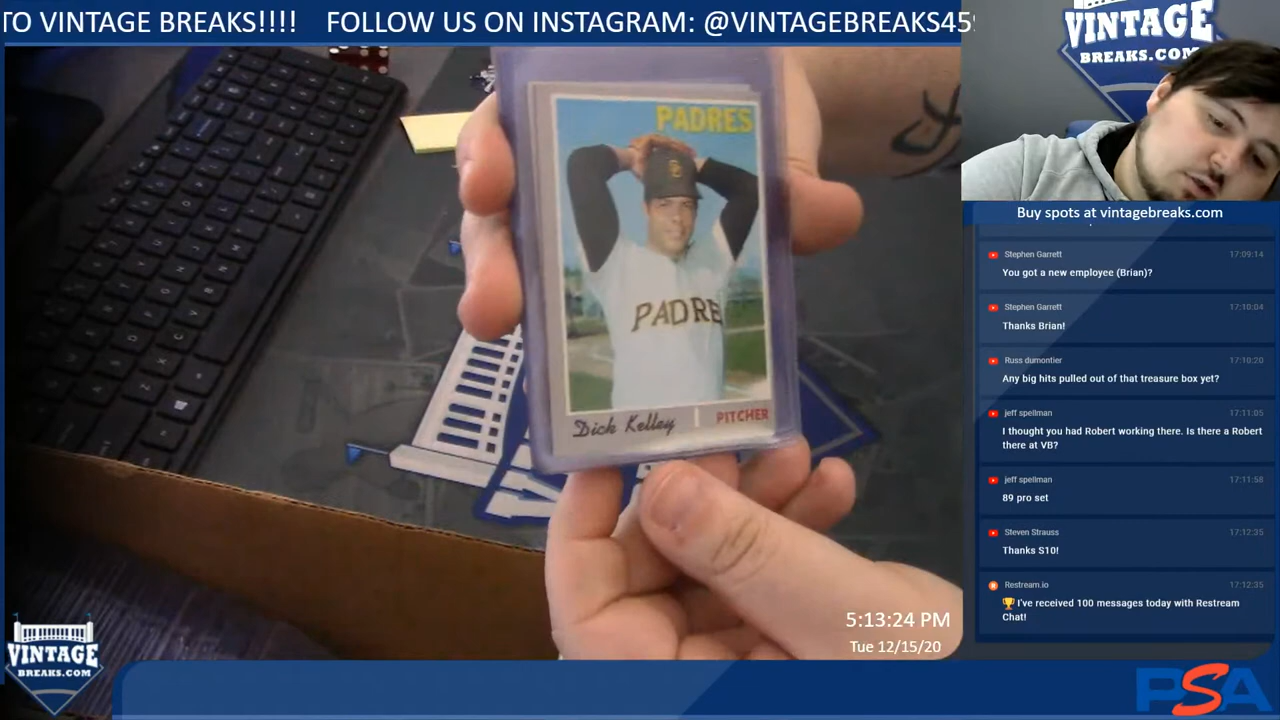 TO VINTAGE BREAKS!!!! FOLLOW US ON INSTAGRAM: @VINTAGEBREAKS45
VINTAGE
BREAKS.COM
PADRES
SD
PADRE
Dick Kelley PITCHER
Buy spots at vintagebreaks.com
Stephen Garrett 17:09:14
You got a new employee (Brian)?
Stephen Garrett 17:10:04
Thanks Brian!
Russ dumontier 17:10:20
Any big hits pulled out of that treasure box yet?
jeff spellman 17:11:05
I thought you had Robert working there. Is there a Robert
there at VB?
jeff spellman 17:11:58
89 pro set
Steven Strauss 17:12:35
Thanks S10!
Restream.io 17:12:35
🏆 I've received 100 messages today with Restream
Chat!
5:13:24 PM
Tue 12/15/20
VINTAGE
BREAKS.COM
PSA